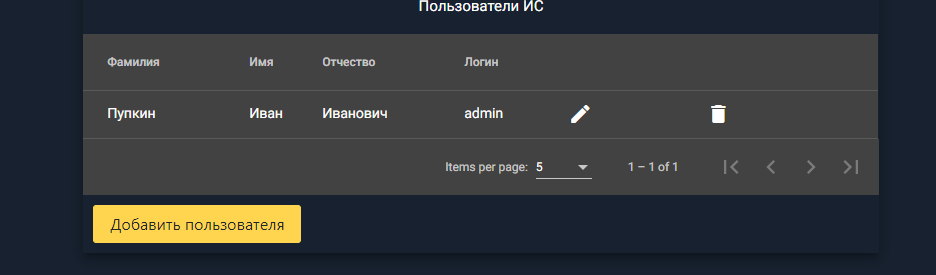 Пользователи ИС
Фамилия Имя Отчество Логин
Пупкин Иван Иванович admin
Items per page: 5 1 – 1 of 1
Добавить пользователя